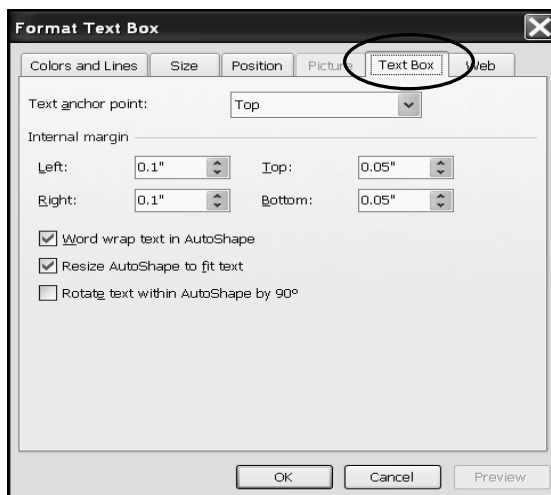 Format Text Box
Colors and Lines Size Position Picture Text Box Web
Text anchor point: Top
Internal margin
Left: 0.1" Top: 0.05"
Right: 0.1" Bottom: 0.05"
Word wrap text in AutoShape
Resize AutoShape to fit text
Rotate text within AutoShape by 90°
OK Cancel Preview